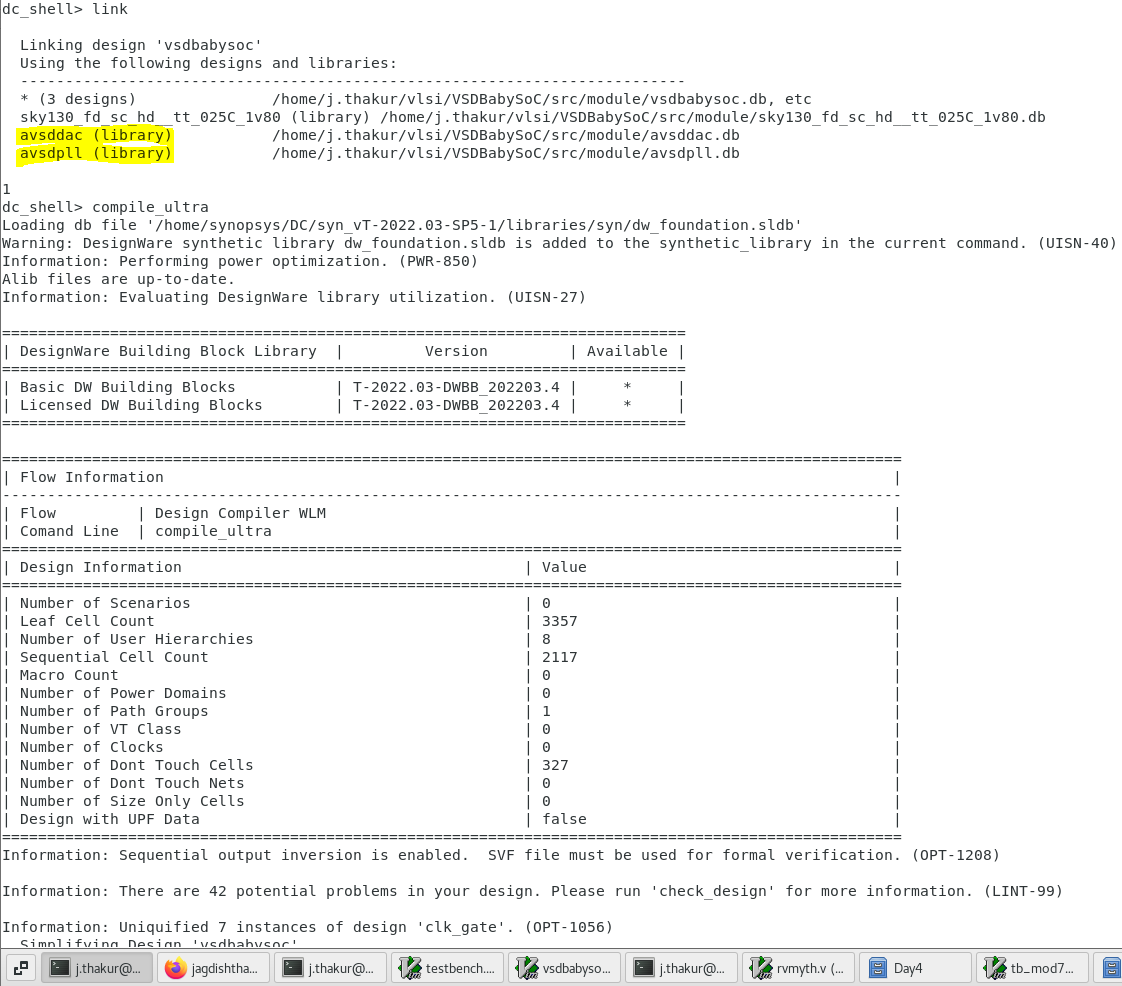 dc_shell> link
Linking design 'vsdbabysoc'
Using the following designs and libraries:
--------------------------------------------------------------------------
* (3 designs) /home/j.thakur/vlsi/VSDBabySoC/src/module/vsdbabysoc.db, etc
sky130_fd_sc_hd__tt_025C_1v80 (library) /home/j.thakur/vlsi/VSDBabySoC/src/module/sky130_fd_sc_hd__tt_025C_1v80.db
avsddac (library) /home/j.thakur/vlsi/VSDBabySoC/src/module/avsddac.db
avsdpll (library) /home/j.thakur/vlsi/VSDBabySoC/src/module/avsdpll.db
1
dc_shell> compile_ultra
Loading db file '/home/synopsys/DC/syn_vT-2022.03-SP5-1/libraries/syn/dw_foundation.sldb'
Warning: DesignWare synthetic library dw_foundation.sldb is added to the synthetic_library in the current command. (UISN-40)
Information: Performing power optimization. (PWR-850)
Alib files are up-to-date.
Information: Evaluating DesignWare library utilization. (UISN-27)
============================================================================
| DesignWare Building Block Library | Version | Available |
============================================================================
| Basic DW Building Blocks | T-2022.03-DWBB_202203.4 | * |
| Licensed DW Building Blocks | T-2022.03-DWBB_202203.4 | * |
============================================================================
====================================================================================================
| Flow Information |
----------------------------------------------------------------------------------------------------
| Flow | Design Compiler WLM |
| Comand Line | compile_ultra |
====================================================================================================
| Design Information | Value |
====================================================================================================
| Number of Scenarios | 0 |
| Leaf Cell Count | 3357 |
| Number of User Hierarchies | 8 |
| Sequential Cell Count | 2117 |
| Macro Count | 0 |
| Number of Power Domains | 0 |
| Number of Path Groups | 1 |
| Number of VT Class | 0 |
| Number of Clocks | 0 |
| Number of Dont Touch Cells | 327 |
| Number of Dont Touch Nets | 0 |
| Number of Size Only Cells | 0 |
| Design with UPF Data | false |
====================================================================================================
Information: Sequential output inversion is enabled. SVF file must be used for formal verification. (OPT-1208)
Information: There are 42 potential problems in your design. Please run 'check_design' for more information. (LINT-99)
Information: Uniquified 7 instances of design 'clk_gate'. (OPT-1056)
Simplifying Design 'vsdbabysoc'
j.thakur@... jagdishtha... j.thakur@... testbench.... vsdbabyso... j.thakur@... rvmyth.v (... Day4 tb_mod7...